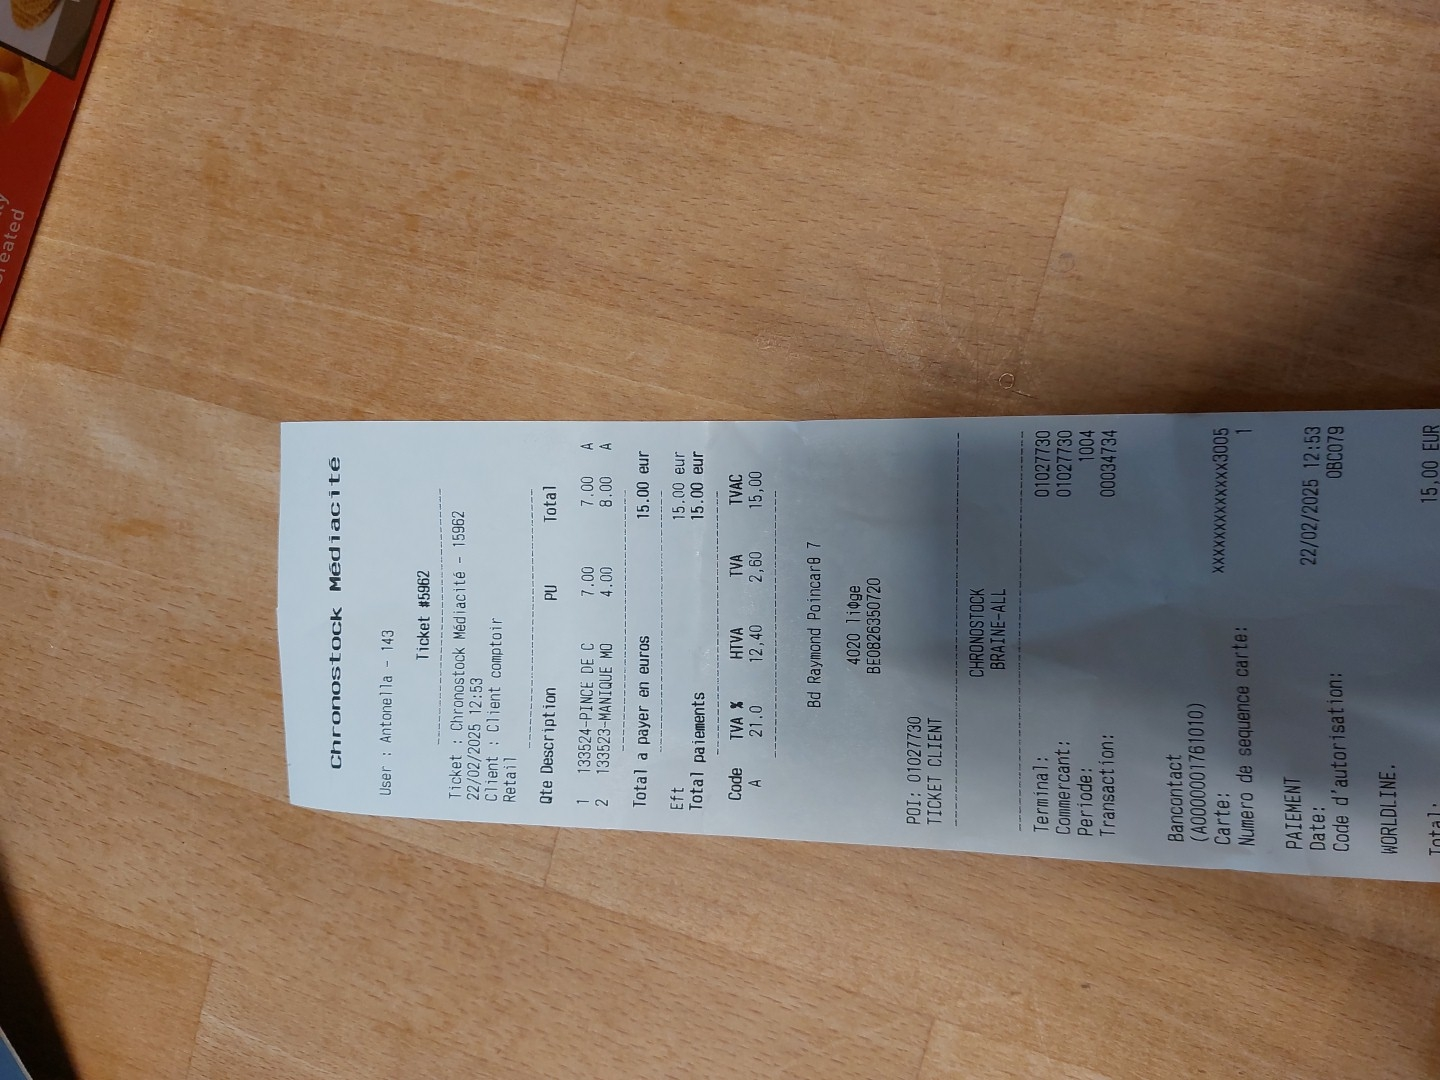 Chronostock Médiacité
User : Antonella - 143
Ticket #5962
Ticket : Chronostock Médiacité - 15962
22/02/2025 12:53
Client : Client comptoir
Retail
Qte Description PU Total
1 133524-PINCE DE C 7.00 7.00 A
2 133523-MANIQUE MO 4.00 8.00 A
Total a payer en euros 15.00 eur
Eft 15.00 eur
Total paiements 15.00 eur
Code TVA % HTVA TVA TVAC
A 21.0 12,40 2,60 15,00
Bd Raymond Poincarθ 7
4020 liΦge
BE0826350720
POI: 01027730
TICKET CLIENT
CHRONOSTOCK
BRAINE-ALL
Terminal: 01027730
Commercant: 01027730
Periode: 1004
Transaction: 00034734
Bancontact
(A0000001761010)
Carte: xxxxxxxxxxxxx3005
Numero de sequence carte: 1
PAIEMENT
Date: 22/02/2025 12:53
Code d'autorisation: 0BC079
WORLDLINE.
Total: 15,00 EUR
eated